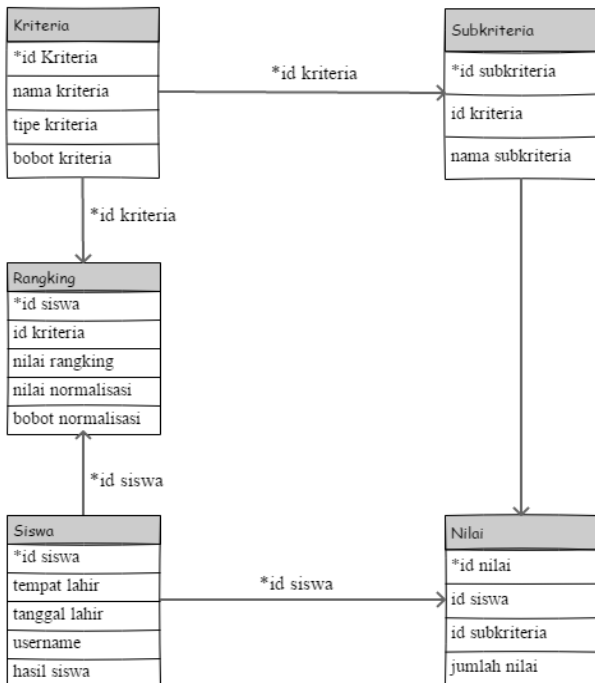 Kriteria
*id Kriteria
nama kriteria
tipe kriteria
bobot kriteria
*id kriteria
Subkriteria
*id subkriteria
id kriteria
nama subkriteria
*id kriteria
Rangking
*id siswa
id kriteria
nilai rangking
nilai normalisasi
bobot normalisasi
*id siswa
Siswa
*id siswa
tempat lahir
tanggal lahir
username
hasil siswa
*id siswa
Nilai
*id nilai
id siswa
id subkriteria
jumlah nilai